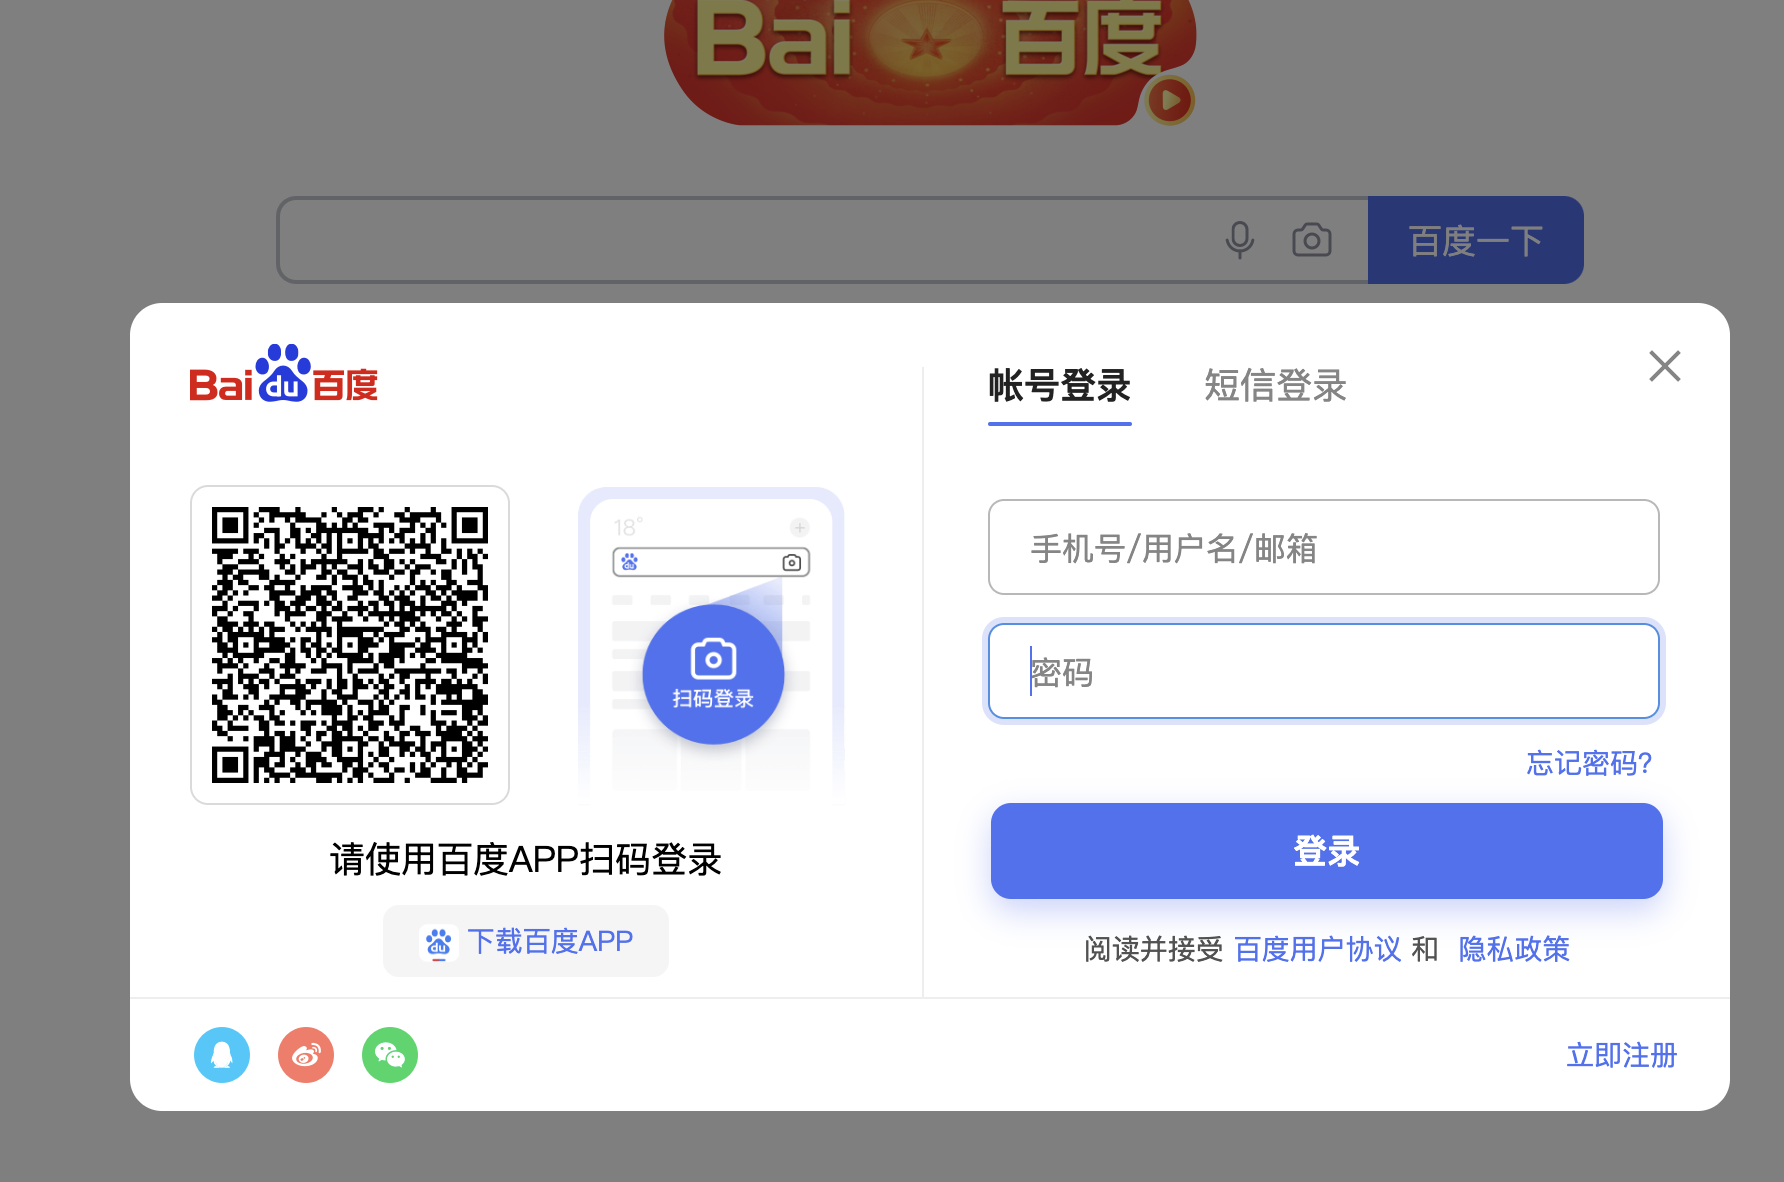 Bai 百度
百度一下
Bai du 百度
帐号登录
短信登录
18°
手机号/用户名/邮箱
du
扫码登录
密码
忘记密码?
登录
请使用百度APP扫码登录
du 下载百度APP
阅读并接受 百度用户协议 和 隐私政策
立即注册